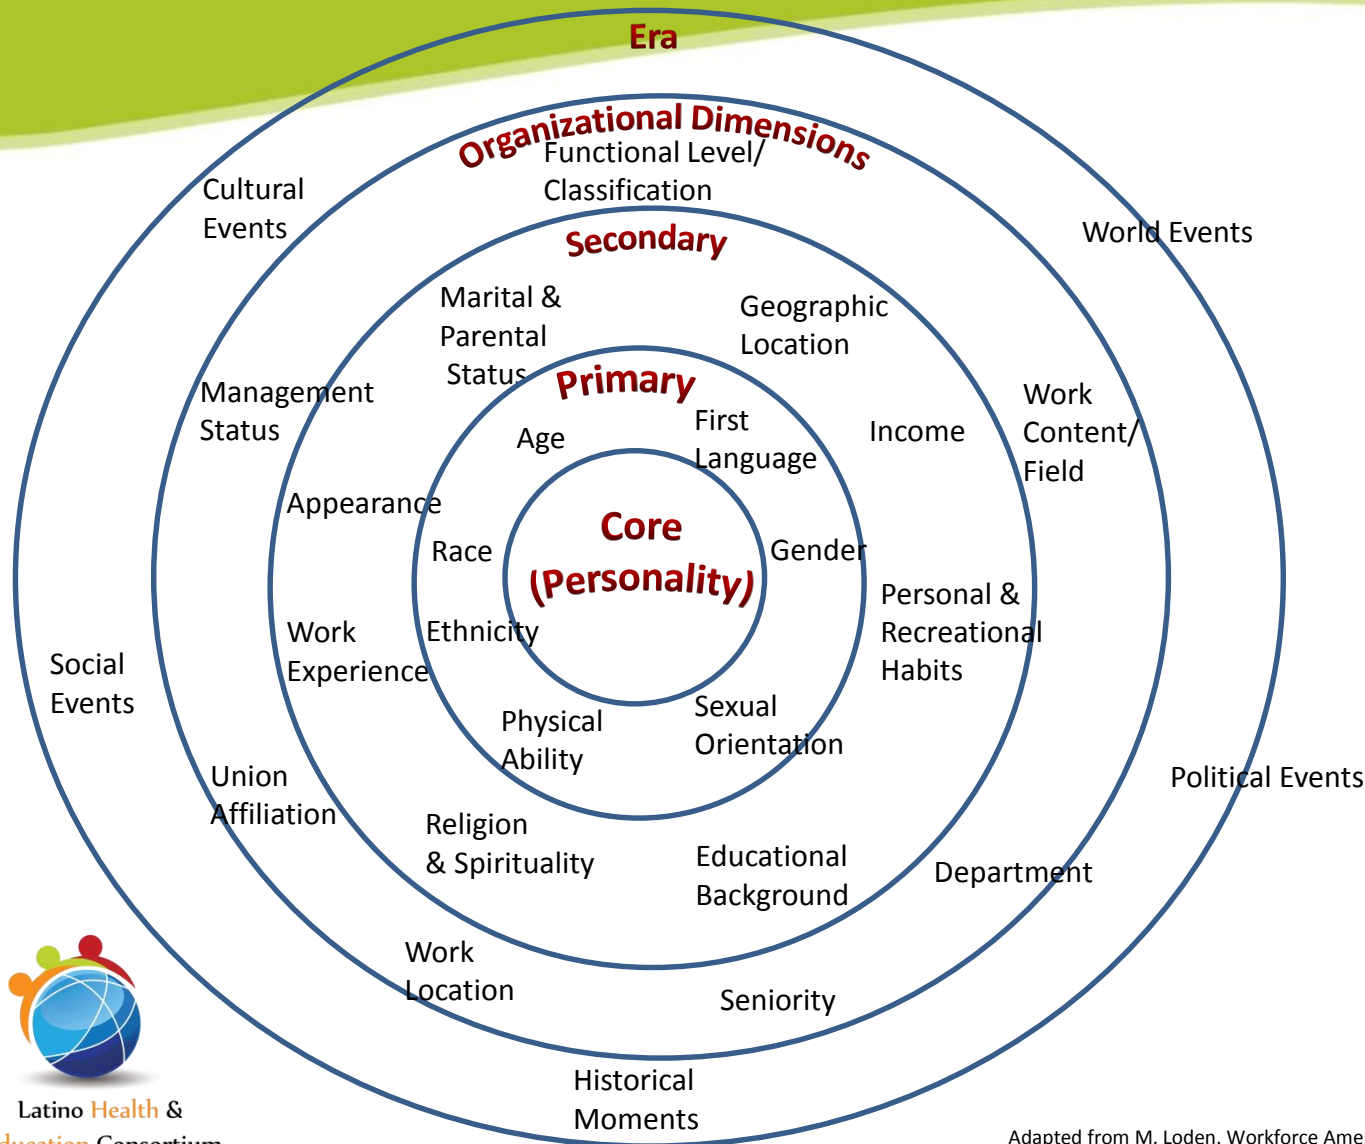 Era
Organizational Dimensions
Functional Level/
Classification
Cultural
Events
World Events
Secondary
Marital &
Parental
Status
Geographic
Location
Management
Status
Primary
Work
Content/
Field
Age
First
Language
Income
Appearance
Core
(Personality)
Race
Gender
Personal &
Recreational
Habits
Work
Experience
Ethnicity
Social
Events
Physical
Ability
Sexual
Orientation
Union
Affiliation
Political Events
Religion
& Spirituality
Educational
Background
Department
Work
Location
Seniority
Historical
Moments
Latino Health &
Consortium
Adapted from M. Loden, Workforce